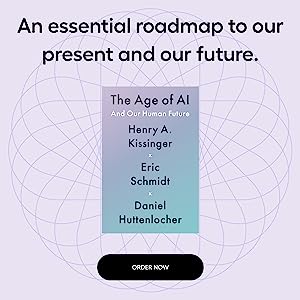 An essential roadmap to our
present and our future.
The Age of AI
And Our Human Future
Henry A.
Kissinger
x
Eric
Schmidt
x
Daniel
Huttenlocher
ORDER NOW